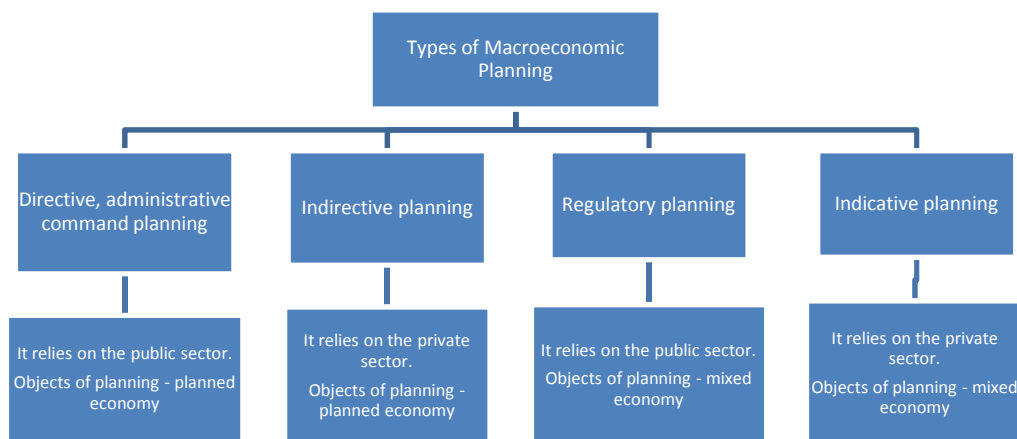 Types of Macroeconomic
Planning
Directive, administrative
command planning
Indirective planning
Regulatory planning
Indicative planning
It relies on the public sector.
Objects of planning - planned
economy
It relies on the private
sector.
Objects of planning -
planned economy
It relies on the public sector.
Objects of planning - mixed
economy
It relies on the private
sector.
Objects of planning - mixed
economy